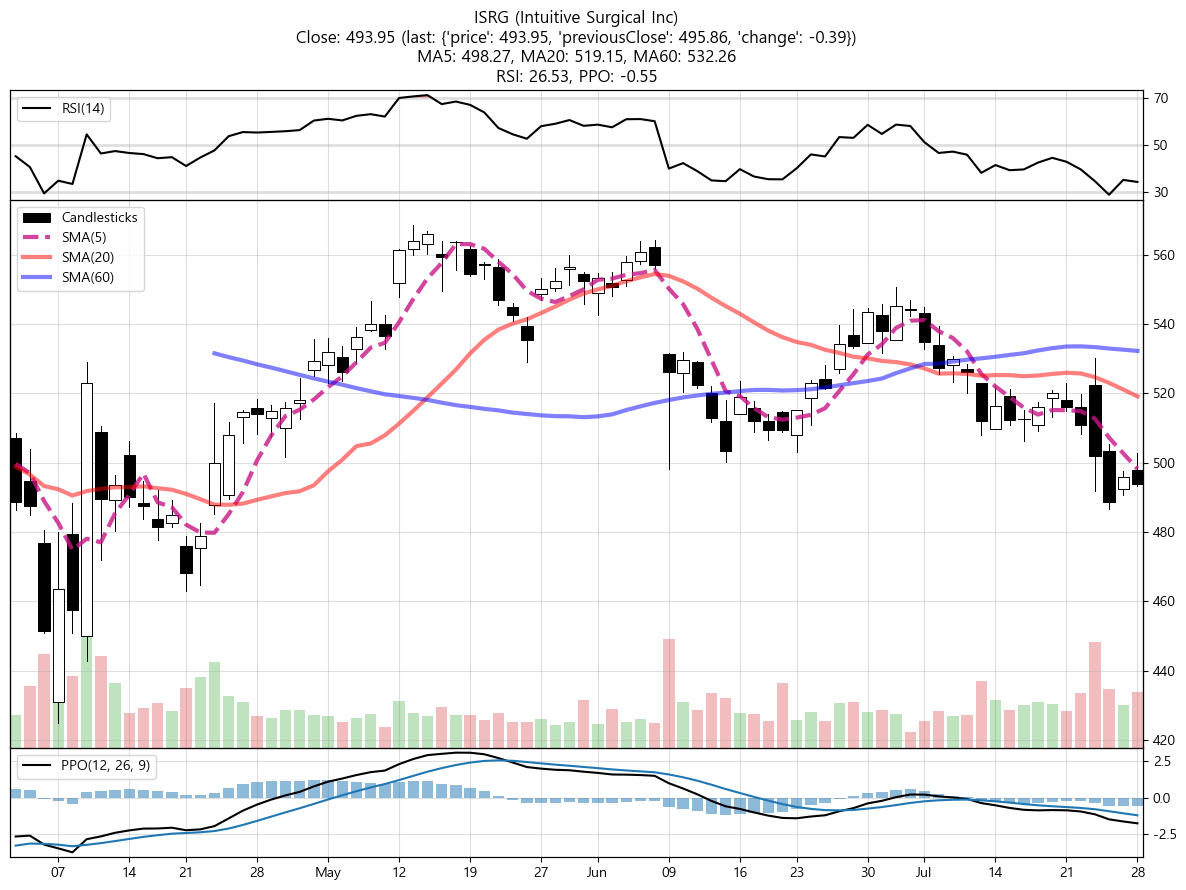 ISRG (Intuitive Surgical Inc)
Close: 493.95 (last: {'price': 493.95, 'previousClose': 495.86, 'change': -0.39})
MA5: 498.27, MA20: 519.15, MA60: 532.26
RSI: 26.53, PPO: -0.55
RSI(14)
70
50
30
Candlesticks
SMA(5)
SMA(20)
SMA(60)
560
540
520
500
480
460
440
420
PPO(12, 26, 9)
2.5
0.0
-2.5
07 14 21 28 May 12 19 27 Jun 09 16 23 30 Jul 14 21 28